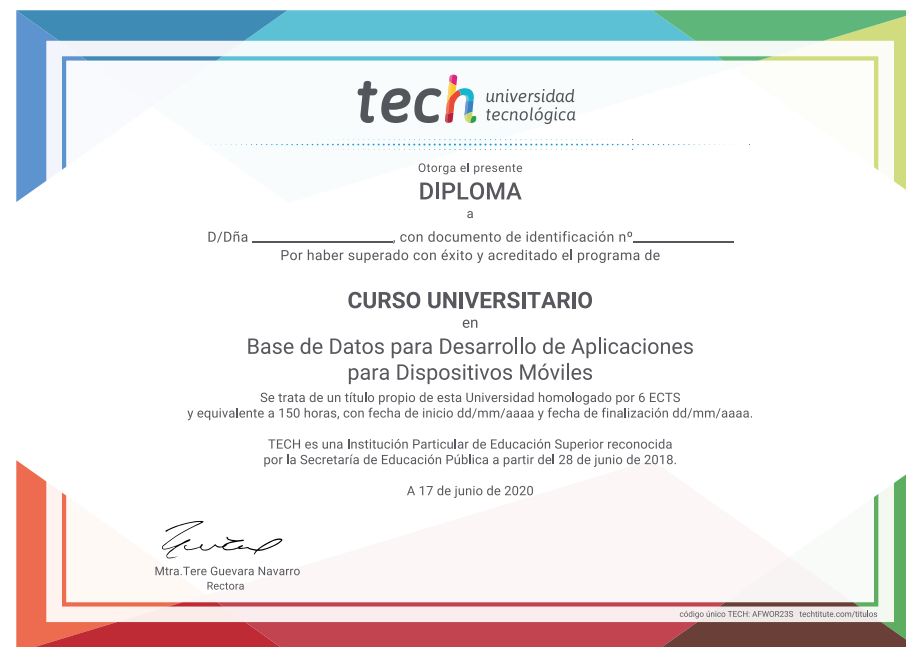 tech universidad
tecnológica
Otorga el presente
DIPLOMA
a
D/Dña ____________________, con documento de identificación nº______________
Por haber superado con éxito y acreditado el programa de
CURSO UNIVERSITARIO
en
Base de Datos para Desarrollo de Aplicaciones
para Dispositivos Móviles
Se trata de un título propio de esta Universidad homologado por 6 ECTS
y equivalente a 150 horas, con fecha de inicio dd/mm/aaaa y fecha de finalización dd/mm/aaaa.
TECH es una Institución Particular de Educación Superior reconocida
por la Secretaría de Educación Pública a partir del 28 de junio de 2018.
A 17 de junio de 2020
Mtra.Tere Guevara Navarro
Rectora
código único TECH: AFWOR23S techtitute.com/titulos